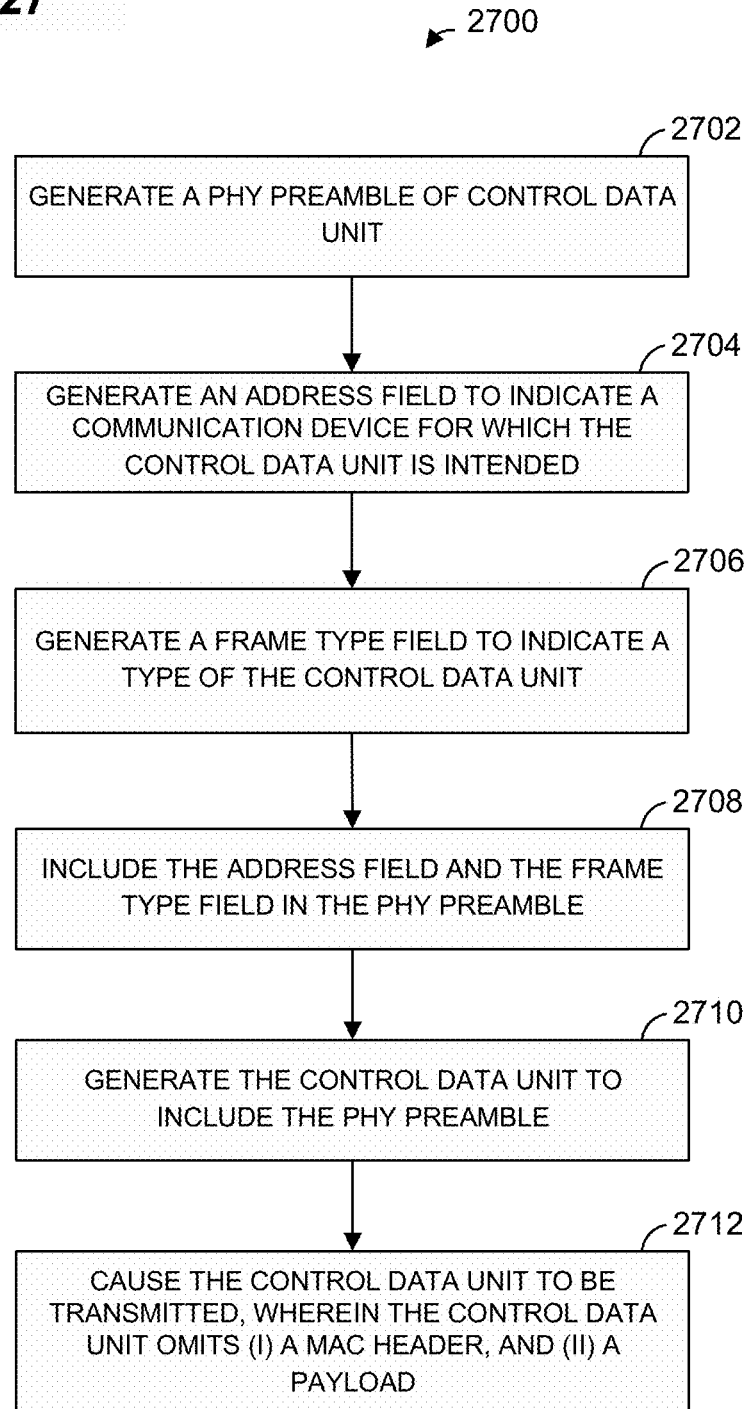 27
2700
2702
GENERATE A PHY PREAMBLE OF CONTROL DATA
UNIT
2704
GENERATE AN ADDRESS FIELD TO INDICATE A
COMMUNICATION DEVICE FOR WHICH THE
CONTROL DATA UNIT IS INTENDED
2706
GENERATE A FRAME TYPE FIELD TO INDICATE A
TYPE OF THE CONTROL DATA UNIT
2708
INCLUDE THE ADDRESS FIELD AND THE FRAME
TYPE FIELD IN THE PHY PREAMBLE
2710
GENERATE THE CONTROL DATA UNIT TO
INCLUDE THE PHY PREAMBLE
2712
CAUSE THE CONTROL DATA UNIT TO BE
TRANSMITTED, WHEREIN THE CONTROL DATA
UNIT OMITS (I) A MAC HEADER, AND (II) A
PAYLOAD